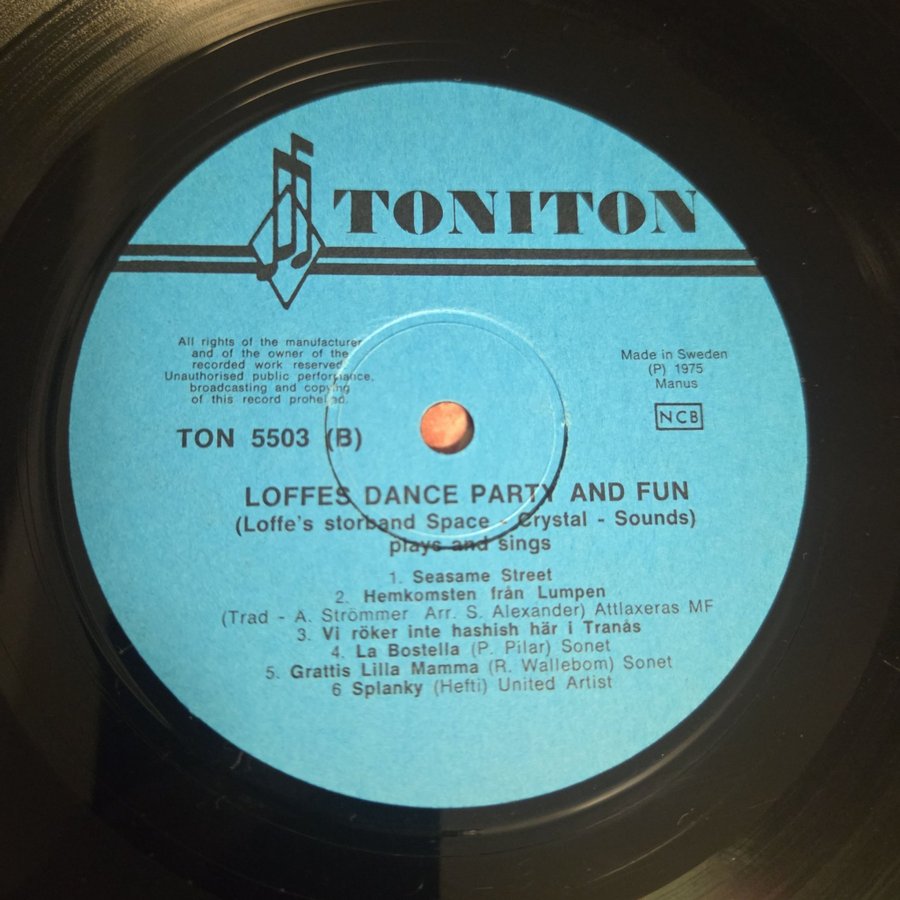 TONITON
All rights of the manufacturer
and of the owner of the
recorded work reserved.
Unauthorised public performance,
broadcasting and copying
of this record
TON 5503 (B)
Made in Sweden
(P) 1975
Manus
NCB
LOFFES DANCE PARTY AND FUN
(Loffe's storband Space - Crystal - Sounds)
plays and sings
1. Seasame Street
2. Hemkomsten från Lumpen
(Trad - A. Strömmer Arr. S. Alexander) Attlaxeras MF
3. Vi röker inte hashish här i Tranås
4. La Bostella (P. Pilar) Sonet
5. Grattis Lilla Mamma (R. Wallebom) Sonet
6 Splanky (Hefti) United Artist